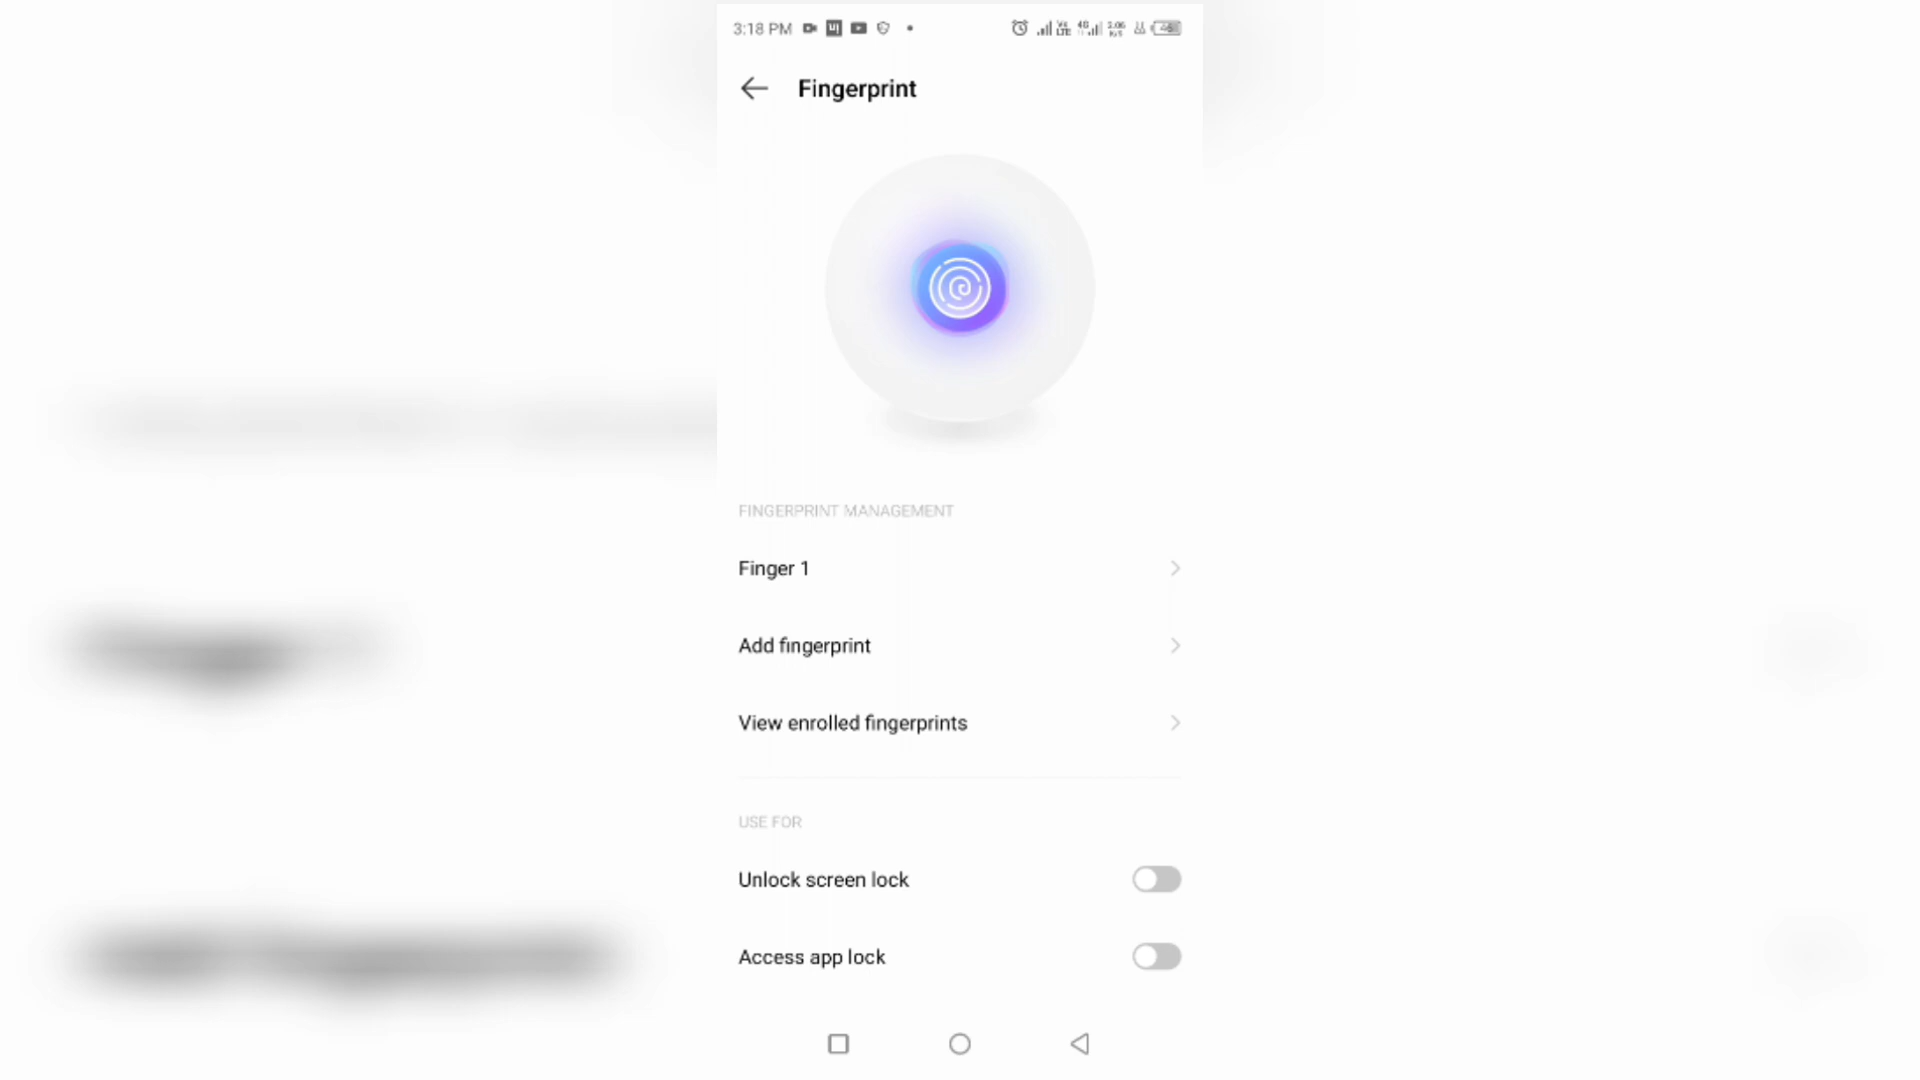 3:18 PM
Fingerprint
FINGERPRINT MANAGEMENT
Finger 1
Add fingerprint
View enrolled fingerprints
USE FOR
Unlock screen lock
Access app lock